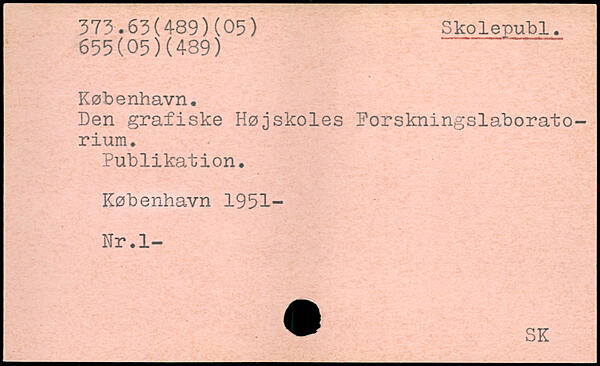 373.63(489)(05) Skolepubl.
655(05)(489)
København.
Den grafiske Højskoles Forskningslaborato-
rium.
Publikation.
København 1951-
Nr.1-
SK